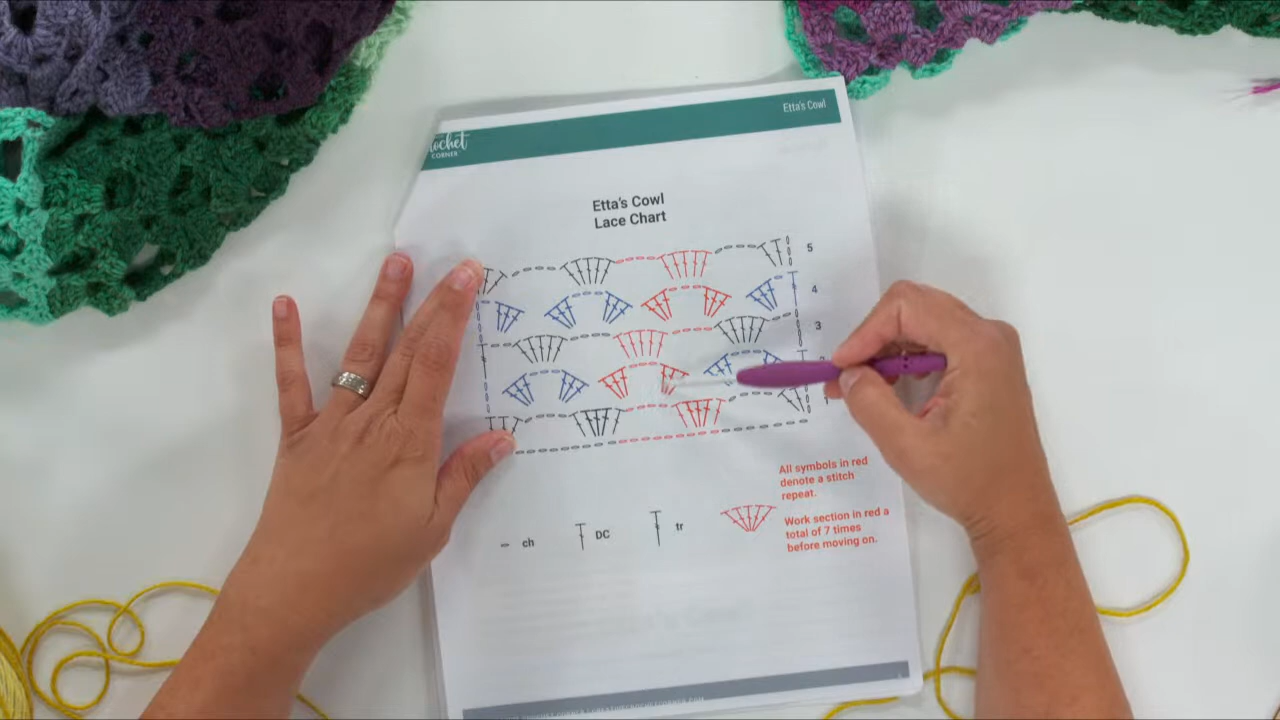 Etta's Cowl
CORNER
Etta's Cowl
Lace Chart
5
4
3
ch
DC
tr
All symbols in red
denote a stitch
repeat.
Work section in red a
total of 7 times
before moving on.